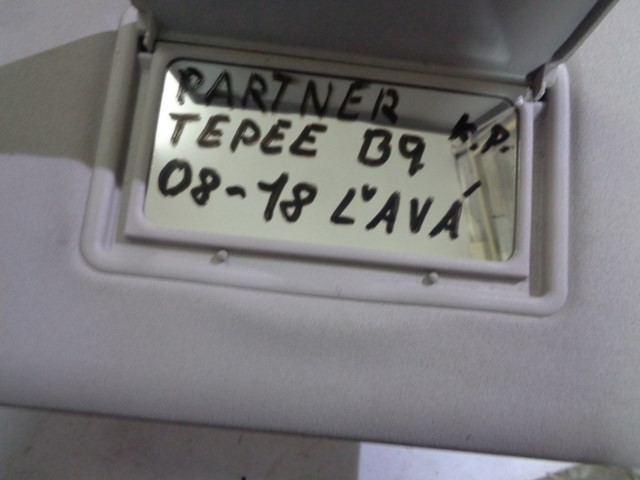 PARTNER K.P.
TEPEE B9
08-18 ĽAVÁ